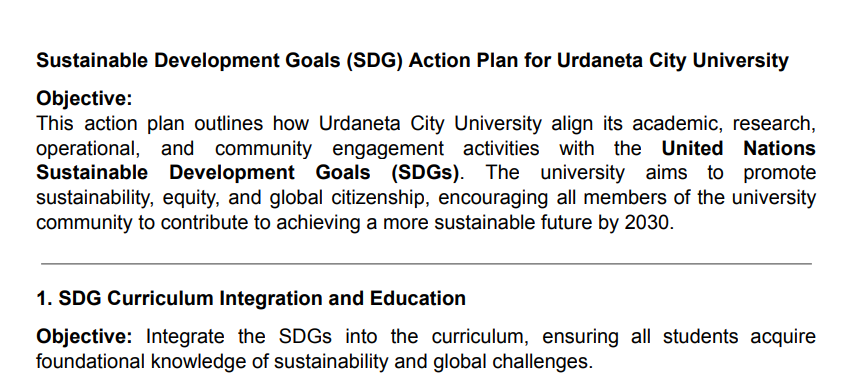 Sustainable Development Goals (SDG) Action Plan for Urdaneta City University
Objective:
This action plan outlines how Urdaneta City University align its academic, research,
operational, and community engagement activities with the United Nations
Sustainable Development Goals (SDGs). The university aims to promote
sustainability, equity, and global citizenship, encouraging all members of the university
community to contribute to achieving a more sustainable future by 2030.
1. SDG Curriculum Integration and Education
Objective: Integrate the SDGs into the curriculum, ensuring all students acquire
foundational knowledge of sustainability and global challenges.